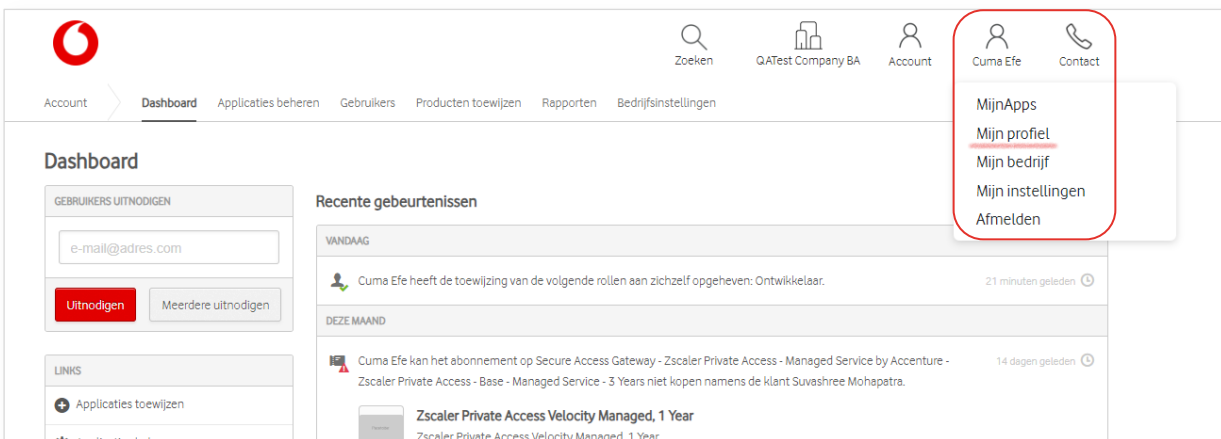 Zoeken
QATest Company BA
Account
Cuma Efe
Contact
Account
Dashboard
Applicaties beheren
Gebruikers
Producten toewijzen
Rapporten
Bedrijfsinstellingen
MijnApps
Mijn profiel
Mijn bedrijf
Mijn instellingen
Afmelden
Dashboard
GEBRUIKERS UITNODIGEN
e-mail@adres.com
Uitnodigen
Meerdere uitnodigen
LINKS
Applicaties toewijzen
Recente gebeurtenissen
VANDAAG
Cuma Efe heeft de toewijzing van de volgende rollen aan zichzelf opgeheven: Ontwikkelaar.
21 minuten geleden
DEZE MAAND
Cuma Efe kan het abonnement op Secure Access Gateway - Zscaler Private Access - Managed Service by Accenture -
Zscaler Private Access - Base - Managed Service - 3 Years niet kopen namens de klant Suvashree Mohapatra.
14 dagen geleden
Zscaler Private Access Velocity Managed, 1 Year
Zscaler Private Access Velocity Managed, 1 Year